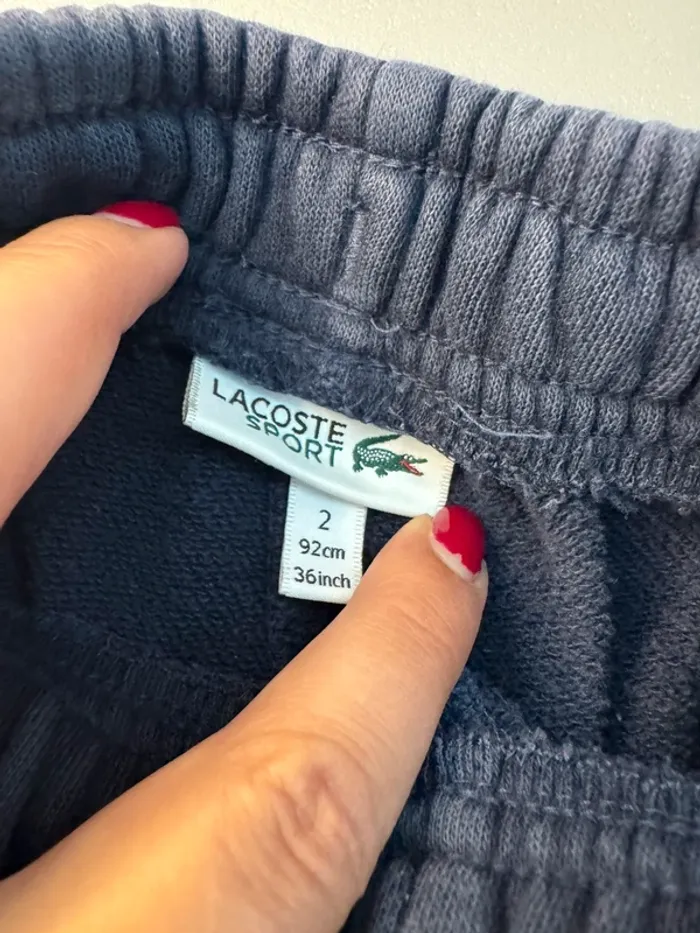 LACOSTE
SPORT
2
92cm
36inch